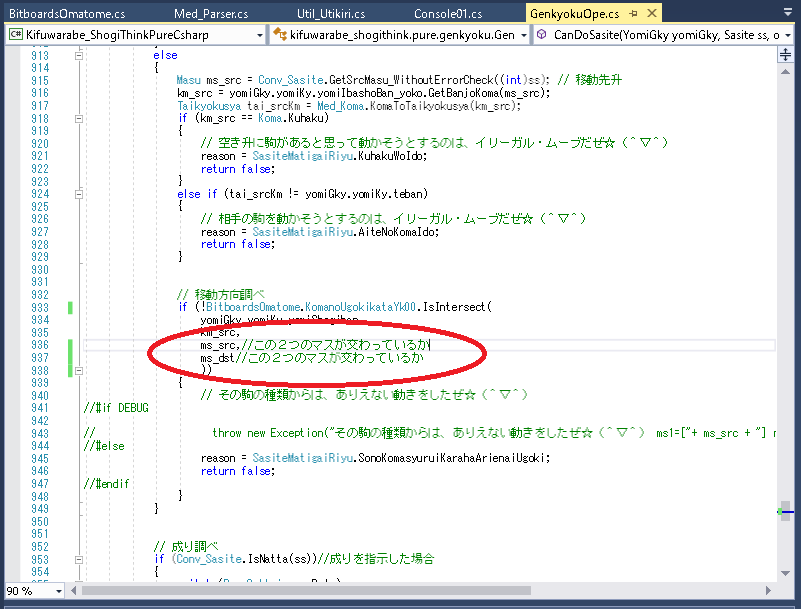 BitboardsOmatome.cs Med_Parser.cs Util_Utikiri.cs Console01.cs GenkyokuOpe.cs
C# Kifuwarabe_ShogiThinkPureCsharp kifuwarabe_shogithink.pure.genkyoku.Gen CanDoSasite(YomiGky yomiGky, Sasite ss, o
913 else
914 {
915 Masu ms_src = Conv_Sasite.GetSrcMasu_WithoutErrorCheck((int)ss); // 移動先升
916 km_src = yomiGky.yomiKy.yomiIbashoBan_yoko.GetBanjoKoma(ms_src);
917 Taikyokusya tai_srcKm = Med_Koma.KomaToTaikyokusya(km_src);
918 if (km_src == Koma.Kuhaku)
919 {
920 // 空き升に駒があると思って動かそうとするのは、イリーガル・ムーブだぜ☆（＾▽＾）
921 reason = SasiteMatigaiRiyu.KuhakuWoIdo;
922 return false;
923 }
924 else if (tai_srcKm != yomiGky.yomiKy.teban)
925 {
926 // 相手の駒を動かそうとするのは、イリーガル・ムーブだぜ☆（＾▽＾）
927 reason = SasiteMatigaiRiyu.AiteNoKomaIdo;
928 return false;
929 }
930
931
932 // 移動方向調べ
933 if (!BitboardsOmatome.KomanoUgokikataYk00.IsIntersect(
934 yomiGky.yomiKy.yomiShogiban,
935 km_src,
936 ms_src,//この２つのマスが交わっているか
937 ms_dst//この２つのマスが交わっているか
938 ))
939 {
940 // その駒の種類からは、ありえない動きをしたぜ☆（＾▽＾）
941 //#if DEBUG
942
943 // throw new Exception("その駒の種類からは、ありえない動きをしたぜ☆（＾▽＾） ms1=["+ ms_src + "]
944 //#else
945 reason = SasiteMatigaiRiyu.SonoKomasyuruiKarahaArienaiUgoki;
946 return false;
947 //#endif
948 }
949 }
950
951
952 // 成り調べ
953 if (Conv_Sasite.IsNatta(ss))//成りを指示した場合
954 {
90 %